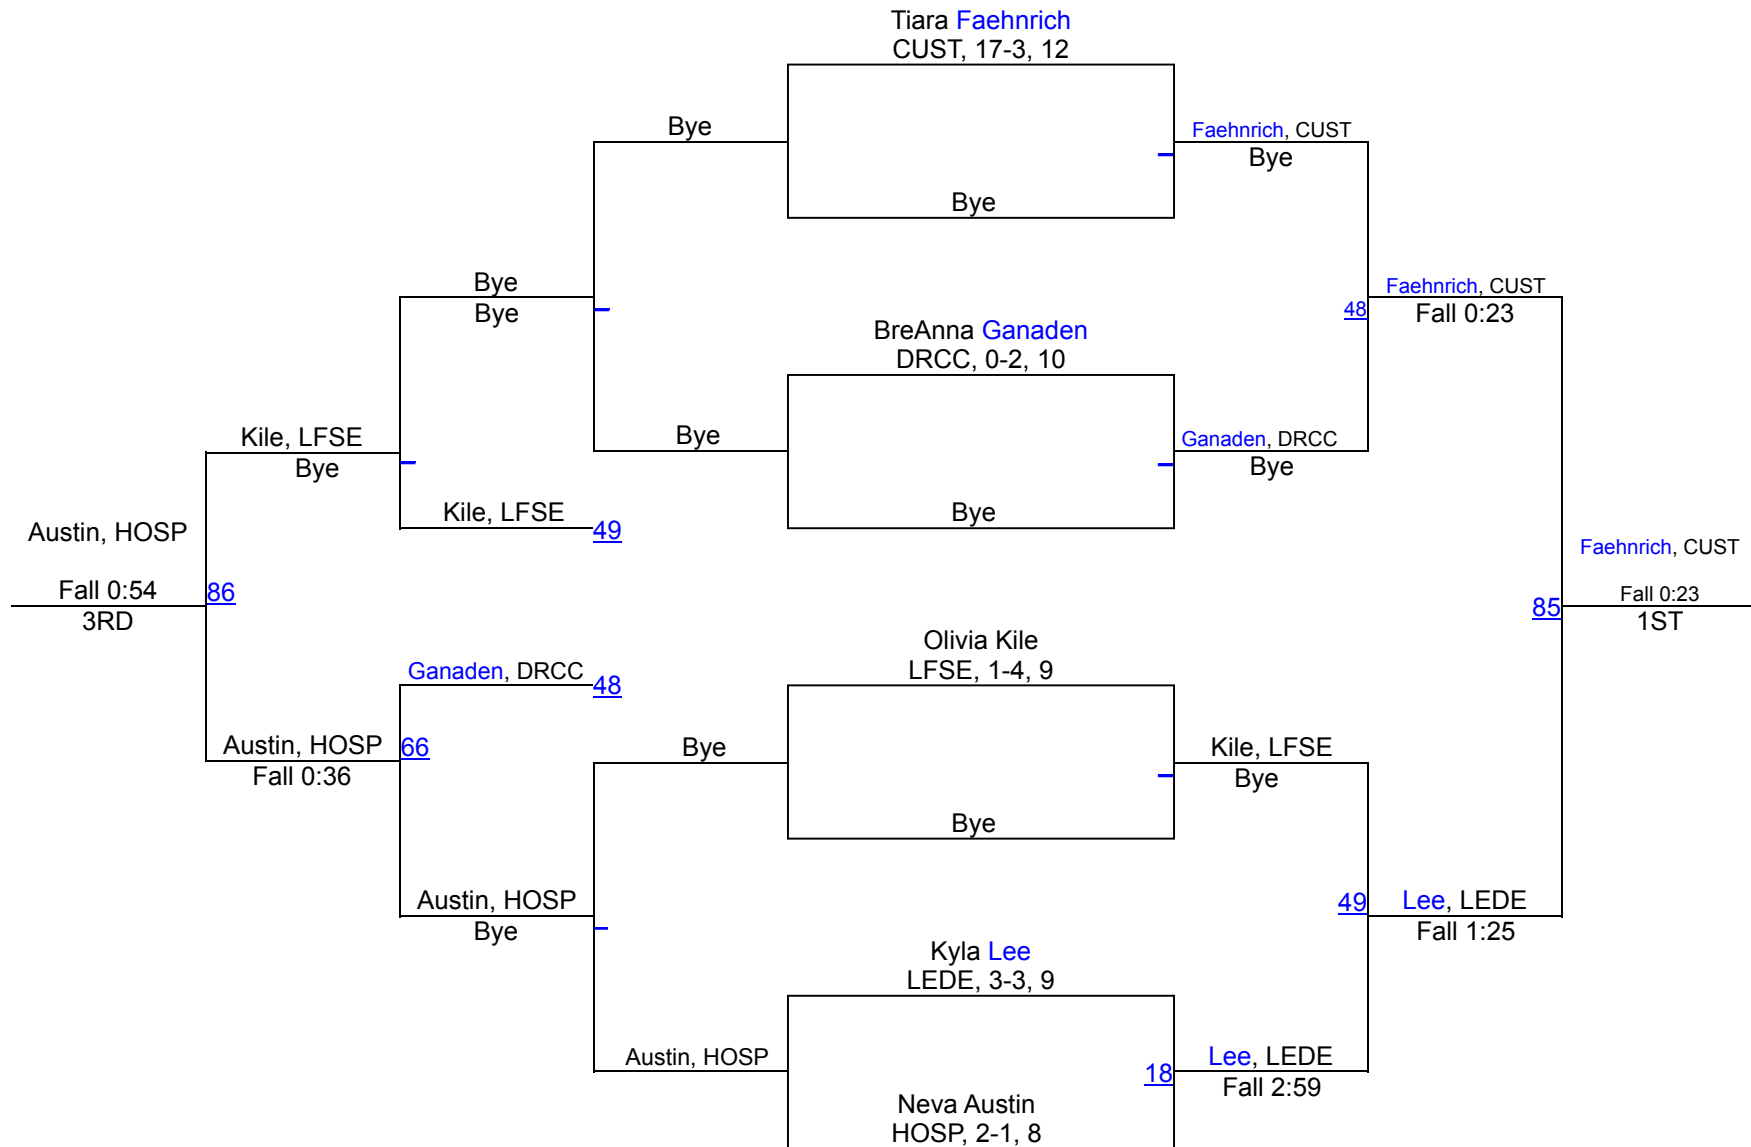 Tiara Faehnrich
CUST, 17-3, 12
Bye
Faehnrich, CUST
Bye
Bye
Bye
Bye
Faehnrich, CUST
48
Fall 0:23
BreAnna Ganaden
DRCC, 0-2, 10
Kile, LFSE
Bye
Bye
Ganaden, DRCC
Bye
Kile, LFSE
49
Bye
Austin, HOSP
Fall 0:54
3RD
86
Faehnrich, CUST
85
Fall 0:23
1ST
Olivia Kile
LFSE, 1-4, 9
Ganaden, DRCC
48
Austin, HOSP
66
Fall 0:36
Bye
Kile, LFSE
Bye
Bye
Austin, HOSP
Bye
49
Lee, LEDE
Fall 1:25
Kyla Lee
LEDE, 3-3, 9
Austin, HOSP
18
Lee, LEDE
Fall 2:59
Neva Austin
HOSP, 2-1, 8